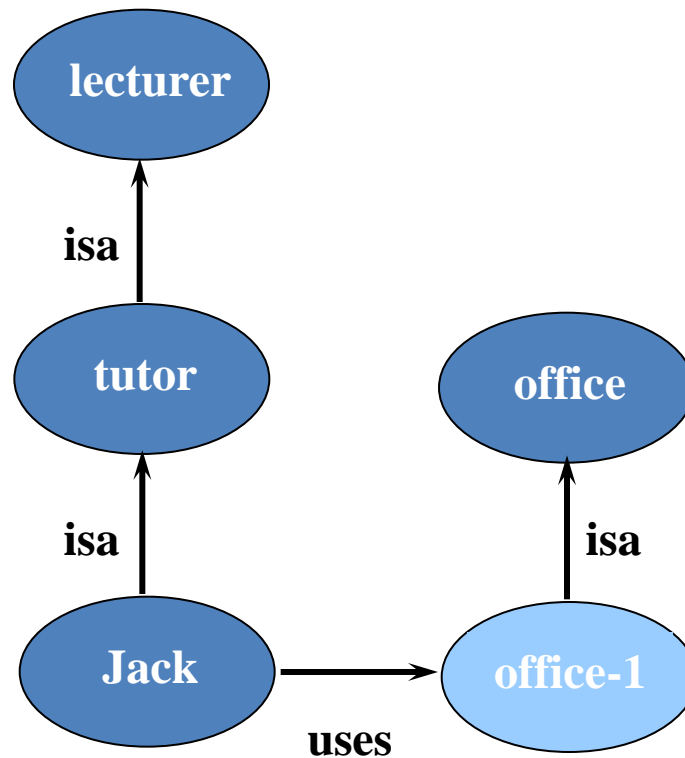 lecturer
isa
tutor
office
isa
isa
Jack
office-1
uses